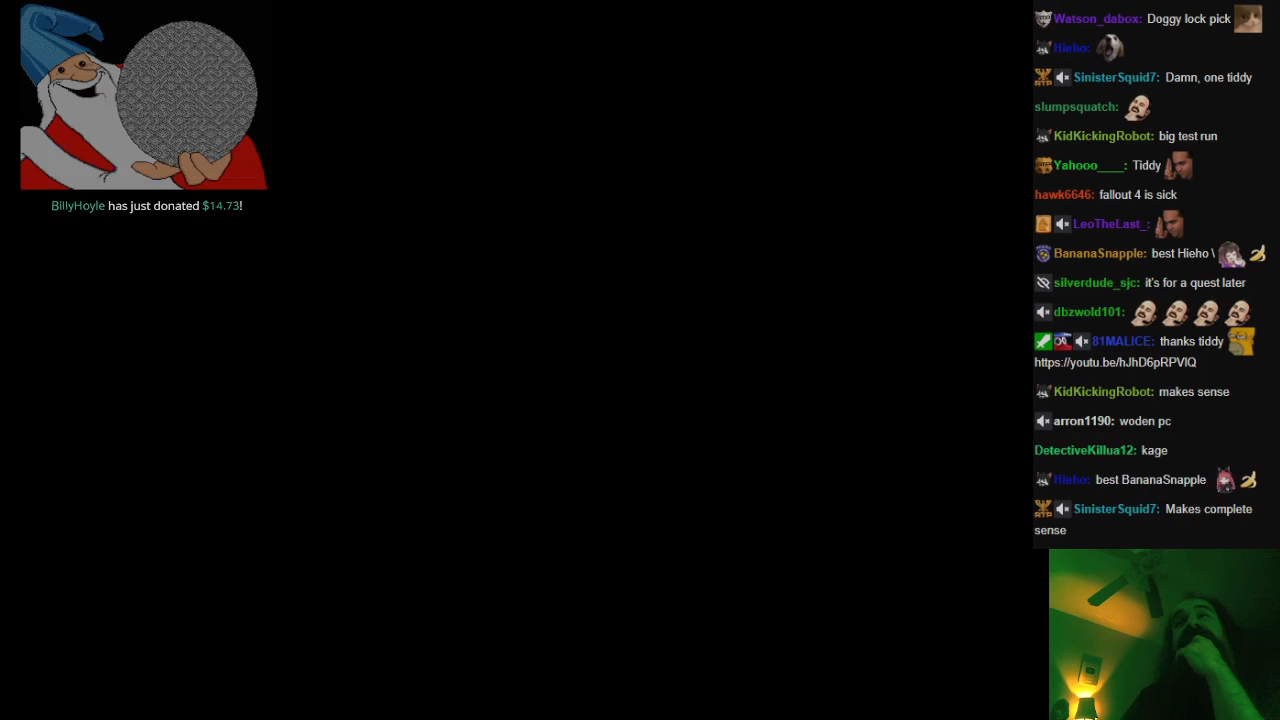 BillyHoyle has just donated $14.73!
Watson_dabox: Doggy lock pick
Hieho:
SinisterSquid7: Damn, one tiddy
slumpsquatch:
KidKickingRobot: big test run
Yahooo____: Tiddy
hawk6646: fallout 4 is sick
LeoTheLast_:
BananaSnapple: best Hieho \
silverdude_sjc: it's for a quest later
dbzwold101:
81MALICE: thanks tiddy
https://youtu.be/hJhD6pRPVlQ
KidKickingRobot: makes sense
arron1190: woden pc
DetectiveKillua12: kage
Hieho: best BananaSnapple
SinisterSquid7: Makes complete
sense